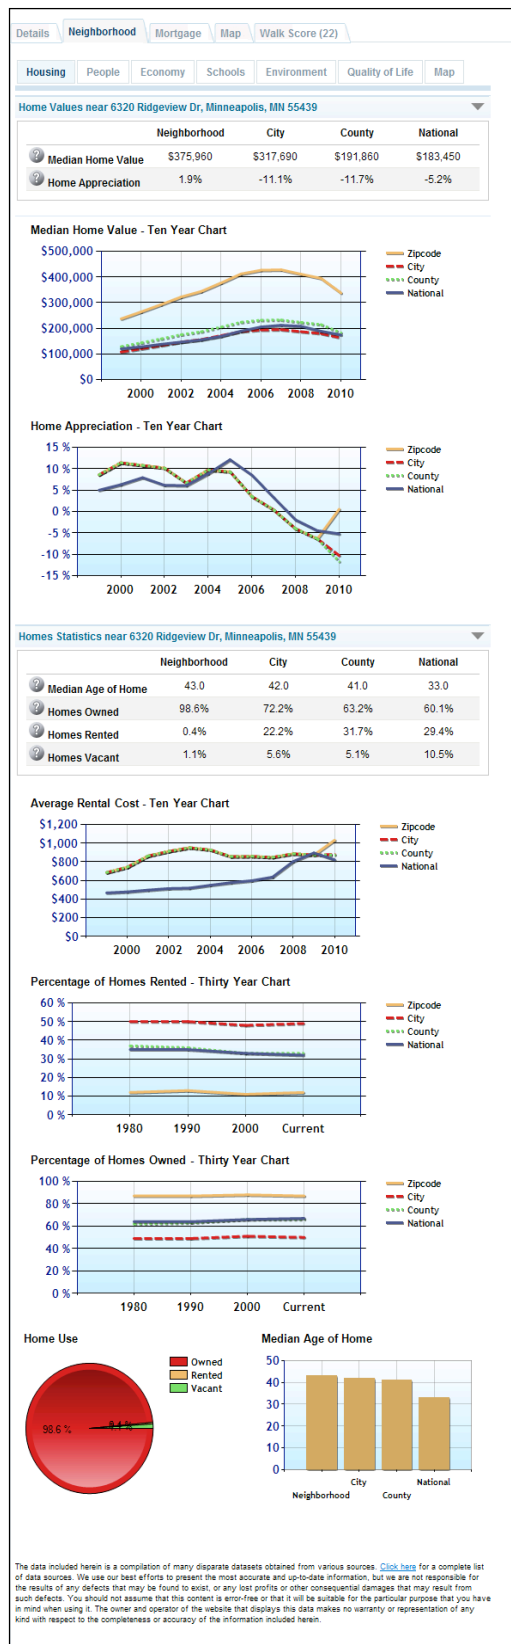 Details Neighborhood Mortgage Map Walk Score (22)
Housing People Economy Schools Environment Quality of Life Map
Home Values near 6320 Ridgeview Dr, Minneapolis, MN 55439
Neighborhood City County National
? Median Home Value $375,960 $317,690 $191,860 $183,450
? Home Appreciation 1.9% -11.1% -11.7% -5.2%
Median Home Value - Ten Year Chart
$500,000
$400,000
$300,000
$200,000
$100,000
$0
2000 2002 2004 2006 2008 2010
Zipcode
City
County
National
Home Appreciation - Ten Year Chart
15 %
10 %
5 %
0 %
-5 %
-10 %
-15 %
2000 2002 2004 2006 2008 2010
Zipcode
City
County
National
Homes Statistics near 6320 Ridgeview Dr, Minneapolis, MN 55439
Neighborhood City County National
? Median Age of Home 43.0 42.0 41.0 33.0
? Homes Owned 98.6% 72.2% 63.2% 60.1%
? Homes Rented 0.4% 22.2% 31.7% 29.4%
? Homes Vacant 1.1% 5.6% 5.1% 10.5%
Average Rental Cost - Ten Year Chart
$1,200
$1,000
$800
$600
$400
$200
$0
2000 2002 2004 2006 2008 2010
Zipcode
City
County
National
Percentage of Homes Rented - Thirty Year Chart
60 %
50 %
40 %
30 %
20 %
10 %
0 %
1980 1990 2000 Current
Zipcode
City
County
National
Percentage of Homes Owned - Thirty Year Chart
100 %
80 %
60 %
40 %
20 %
0 %
1980 1990 2000 Current
Zipcode
City
County
National
Home Use
98.6 %
Owned
Rented
Vacant
Median Age of Home
50
40
30
20
10
0
City National
Neighborhood County
The data included herein is a compilation of many disparate datasets obtained from various sources. Click here for a complete list
of data sources. We use our best efforts to present the most accurate and up-to-date information, but we are not responsible for
the results of any defects that may be found to exist, or any lost profits or other consequential damages that may result from
such defects. You should not assume that this content is error-free or that it will be suitable for the particular purpose that you have
in mind when using it. The owner and operator of the website that displays this data makes no warranty or representation of any
kind with respect to the completeness or accuracy of the information included herein.